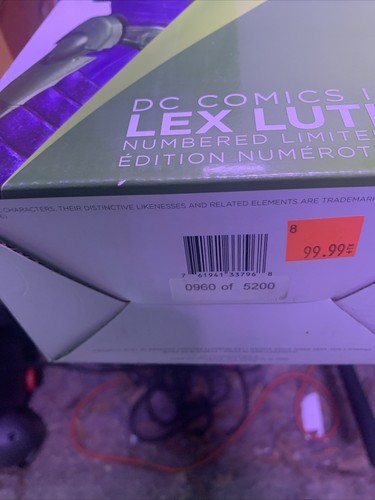 DC COMICS I
LEX LUT
NUMBERED LIMITE
ÉDITION NUMÉROT
CHARACTERS, THEIR DISTINCTIVE LIKENESSES AND RELATED ELEMENTS ARE TRADEMAR
8
99.99
7 61941 33796 8
0960 of 5200